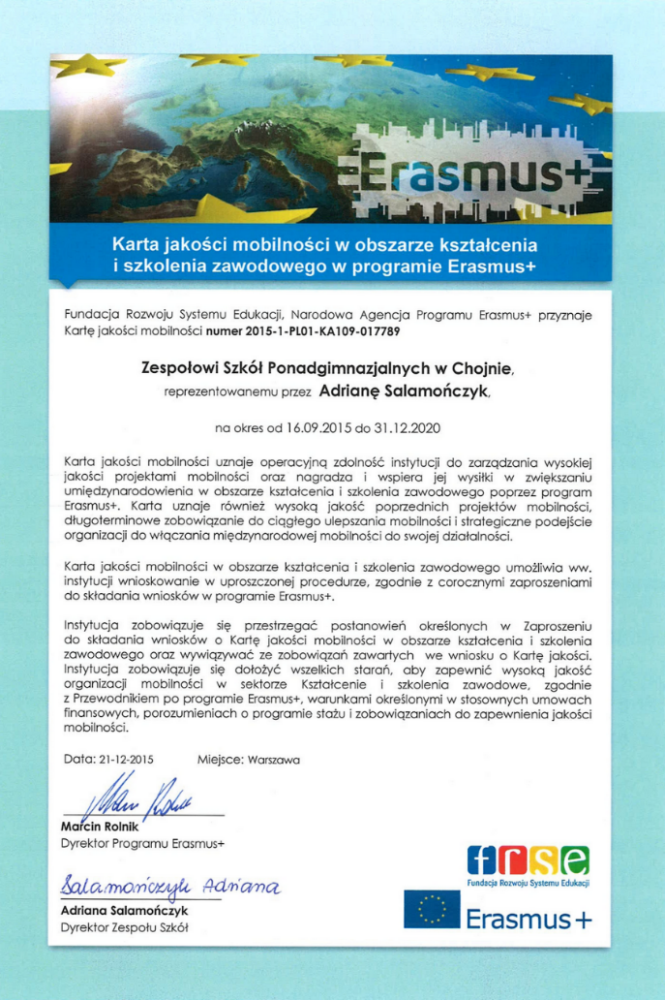 Erasmus+
Karta jakości mobilności w obszarze kształcenia
i szkolenia zawodowego w programie Erasmus+
Fundacja Rozwoju Systemu Edukacji, Narodowa Agencja Programu Erasmus+ przyznaje
Kartę jakości mobilności numer 2015-1-PL01-KA109-017789
Zespołowi Szkół Ponadgimnazjalnych w Chojnie,
reprezentowanemu przez Adrianę Salamończyk,
na okres od 16.09.2015 do 31.12.2020
Karta jakości mobilności uznaje operacyjną zdolność instytucji do zarządzania wysokiej
jakości projektami mobilności oraz nagradza i wspiera jej wysiłki w zwiększaniu
umiędzynarodowienia w obszarze kształcenia i szkolenia zawodowego poprzez program
Erasmus+. Karta uznaje również wysoką jakość poprzednich projektów mobilności,
długoterminowe zobowiązanie do ciągłego ulepszania mobilności i strategiczne podejście
organizacji do włączania międzynarodowej mobilności do swojej działalności.
Karta jakości mobilności w obszarze kształcenia i szkolenia zawodowego umożliwia ww.
instytucji wnioskowanie w uproszczonej procedurze, zgodnie z corocznymi zaproszeniami
do składania wniosków w programie Erasmus+.
Instytucja zobowiązuje się przestrzegać postanowień określonych w Zaproszeniu
do składania wniosków o Kartę jakości mobilności w obszarze kształcenia i szkolenia
zawodowego oraz wywiązywać ze zobowiązań zawartych we wniosku o Kartę jakości.
Instytucja zobowiązuje się dołożyć wszelkich starań, aby zapewnić wysoką jakość
organizacji mobilności w sektorze Kształcenie i szkolenia zawodowe, zgodnie
z Przewodnikiem po programie Erasmus+, warunkami określonymi w stosownych umowach
finansowych, porozumieniach o programie stażu i zobowiązaniach do zapewnienia jakości
mobilności.
Data: 21-12-2015 Miejsce: Warszawa
Marcin Rolnik
Dyrektor Programu Erasmus+
Salamończyk Adriana
Adriana Salamończyk
Dyrektor Zespołu Szkół
frse
Fundacja Rozwoju Systemu Edukacji
Erasmus+